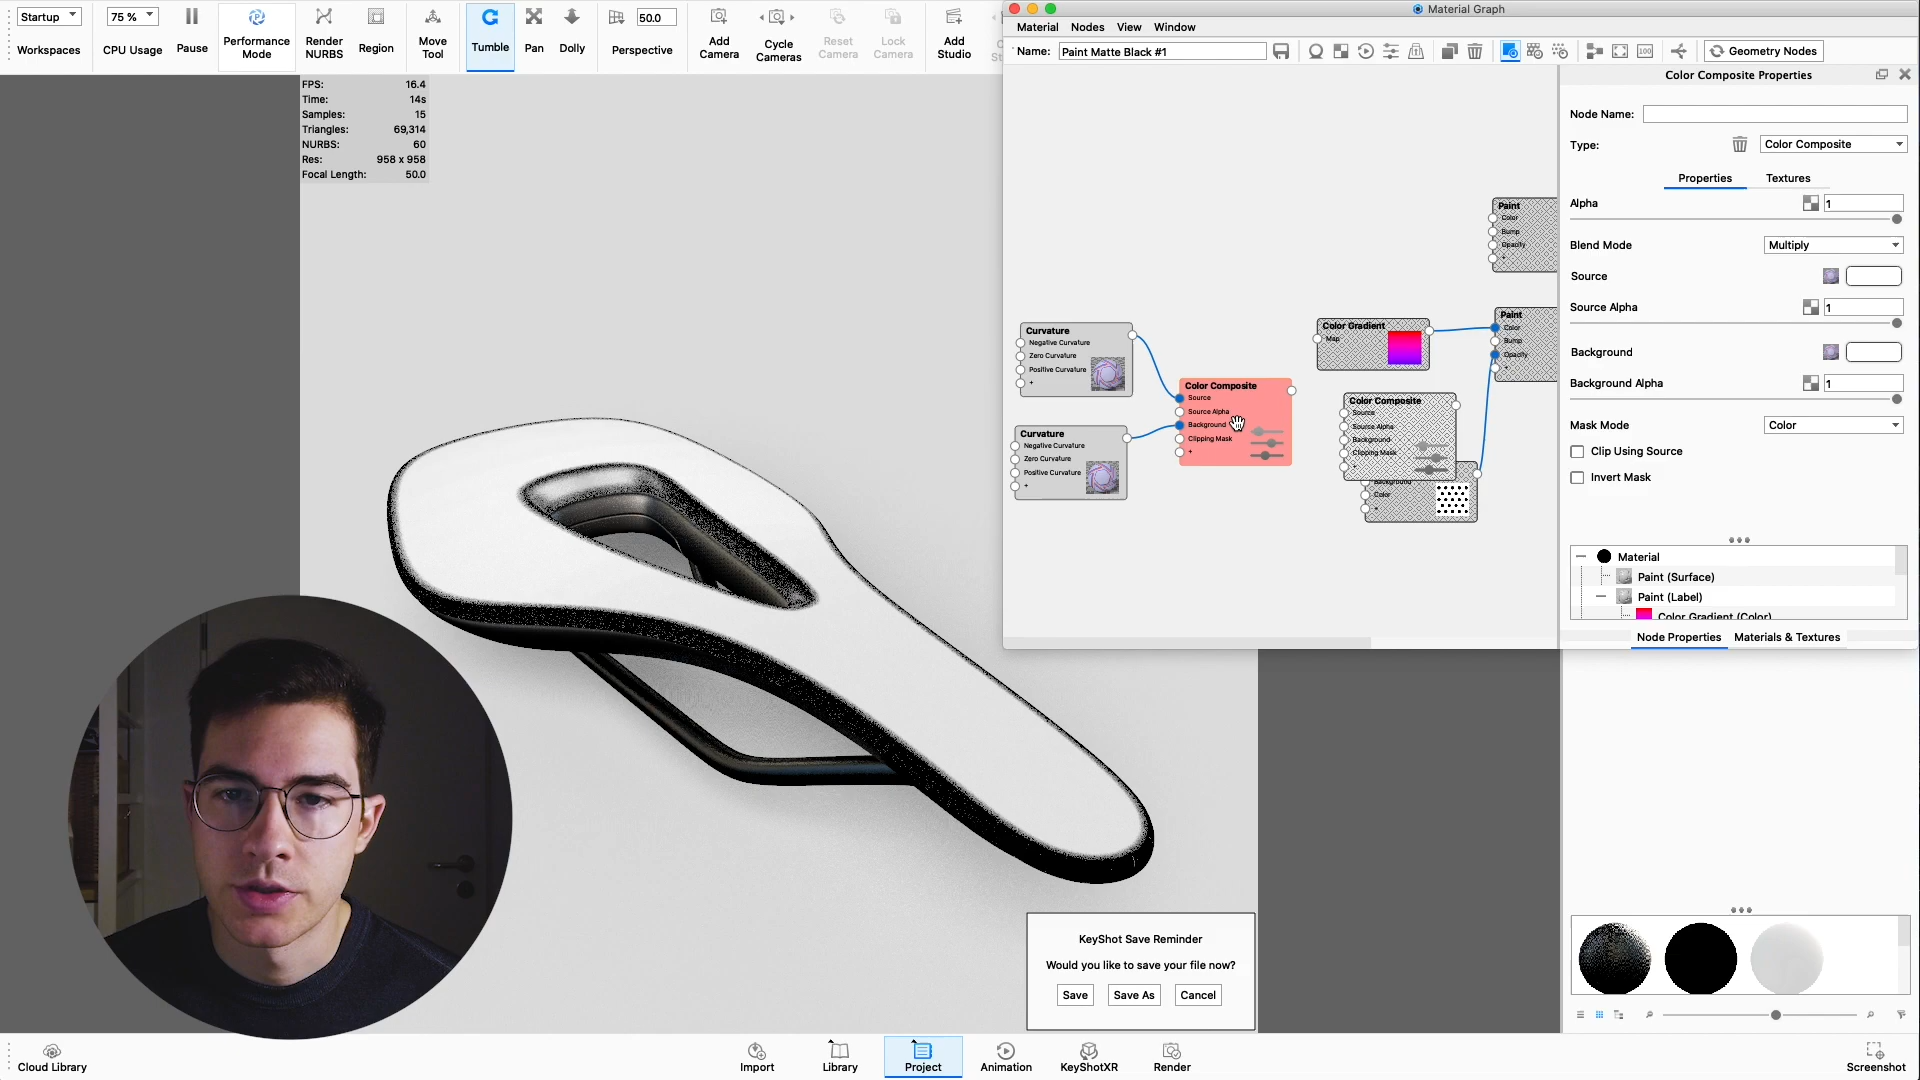 Startup
Workspaces
75 %
CPU Usage
Pause
Performance
Mode
Render
NURBS
Region
Move
Tool
Tumble
Pan
Dolly
50.0
Perspective
Add
Camera
Cycle
Cameras
Reset
Camera
Lock
Camera
Add
Studio
FPS: 16.4
Time: 14s
Samples: 15
Triangles: 69,314
NURBS: 60
Res: 958 x 958
Focal Length: 50.0
Material Graph
Material Nodes View Window
Name: Paint Matte Black #1
100
Geometry Nodes
Color Composite Properties
Node Name:
Type: Color Composite
Properties Textures
Alpha 1
Blend Mode Multiply
Source
Source Alpha 1
Background
Background Alpha 1
Mask Mode Color
Clip Using Source
Invert Mask
Material
Paint (Surface)
Paint (Label)
Color Gradient (Color)
Node Properties Materials & Textures
Paint
Color
Bump
Opacity
+
Paint
Color
Bump
Opacity
+
Color Gradient
Map
Curvature
Negative Curvature
Zero Curvature
Positive Curvature
+
Curvature
Negative Curvature
Zero Curvature
Positive Curvature
+
Color Composite
Source
Source Alpha
Background
Clipping Mask
+
Color Composite
Source
Source Alpha
Background
Clipping Mask
+
Background
Color
+
KeyShot Save Reminder
Would you like to save your file now?
Save Save As Cancel
Cloud Library
Import
Library
Project
Animation
KeyShotXR
Render
Screenshot